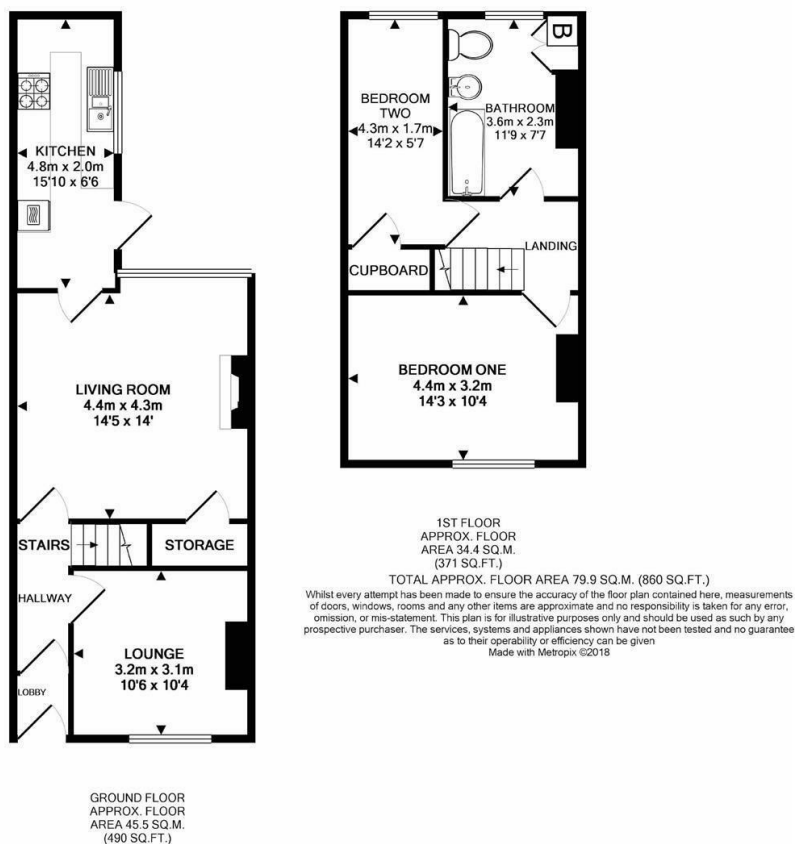 KITCHEN
4.8m x 2.0m
15'10 x 6'6
LIVING ROOM
4.4m x 4.3m
14'5 x 14'
STAIRS
STORAGE
HALLWAY
LOUNGE
3.2m x 3.1m
10'6 x 10'4
LOBBY
GROUND FLOOR
APPROX. FLOOR
AREA 45.5 SQ.M.
(490 SQ.FT.)
B
BEDROOM
TWO
4.3m x 1.7m
14'2 x 5'7
BATHROOM
3.6m x 2.3m
11'9 x 7'7
LANDING
CUPBOARD
BEDROOM ONE
4.4m x 3.2m
14'3 x 10'4
1ST FLOOR
APPROX. FLOOR
AREA 34.4 SQ.M.
(371 SQ.FT.)
TOTAL APPROX. FLOOR AREA 79.9 SQ.M. (860 SQ.FT.)
Whilst every attempt has been made to ensure the accuracy of the floor plan contained here, measurements
of doors, windows, rooms and any other items are approximate and no responsibility is taken for any error,
omission, or mis-statement. This plan is for illustrative purposes only and should be used as such by any
prospective purchaser. The services, systems and appliances shown have not been tested and no guarantee
as to their operability or efficiency can be given
Made with Metropix ©2018